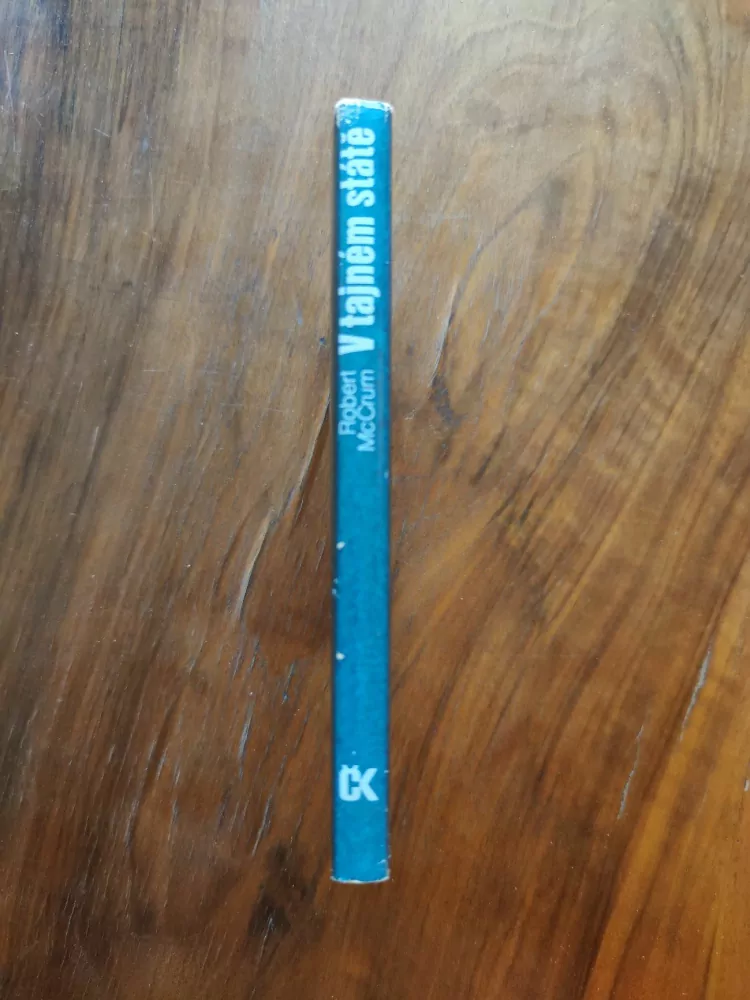 Robert
McCrum
V tajném státě
ČK